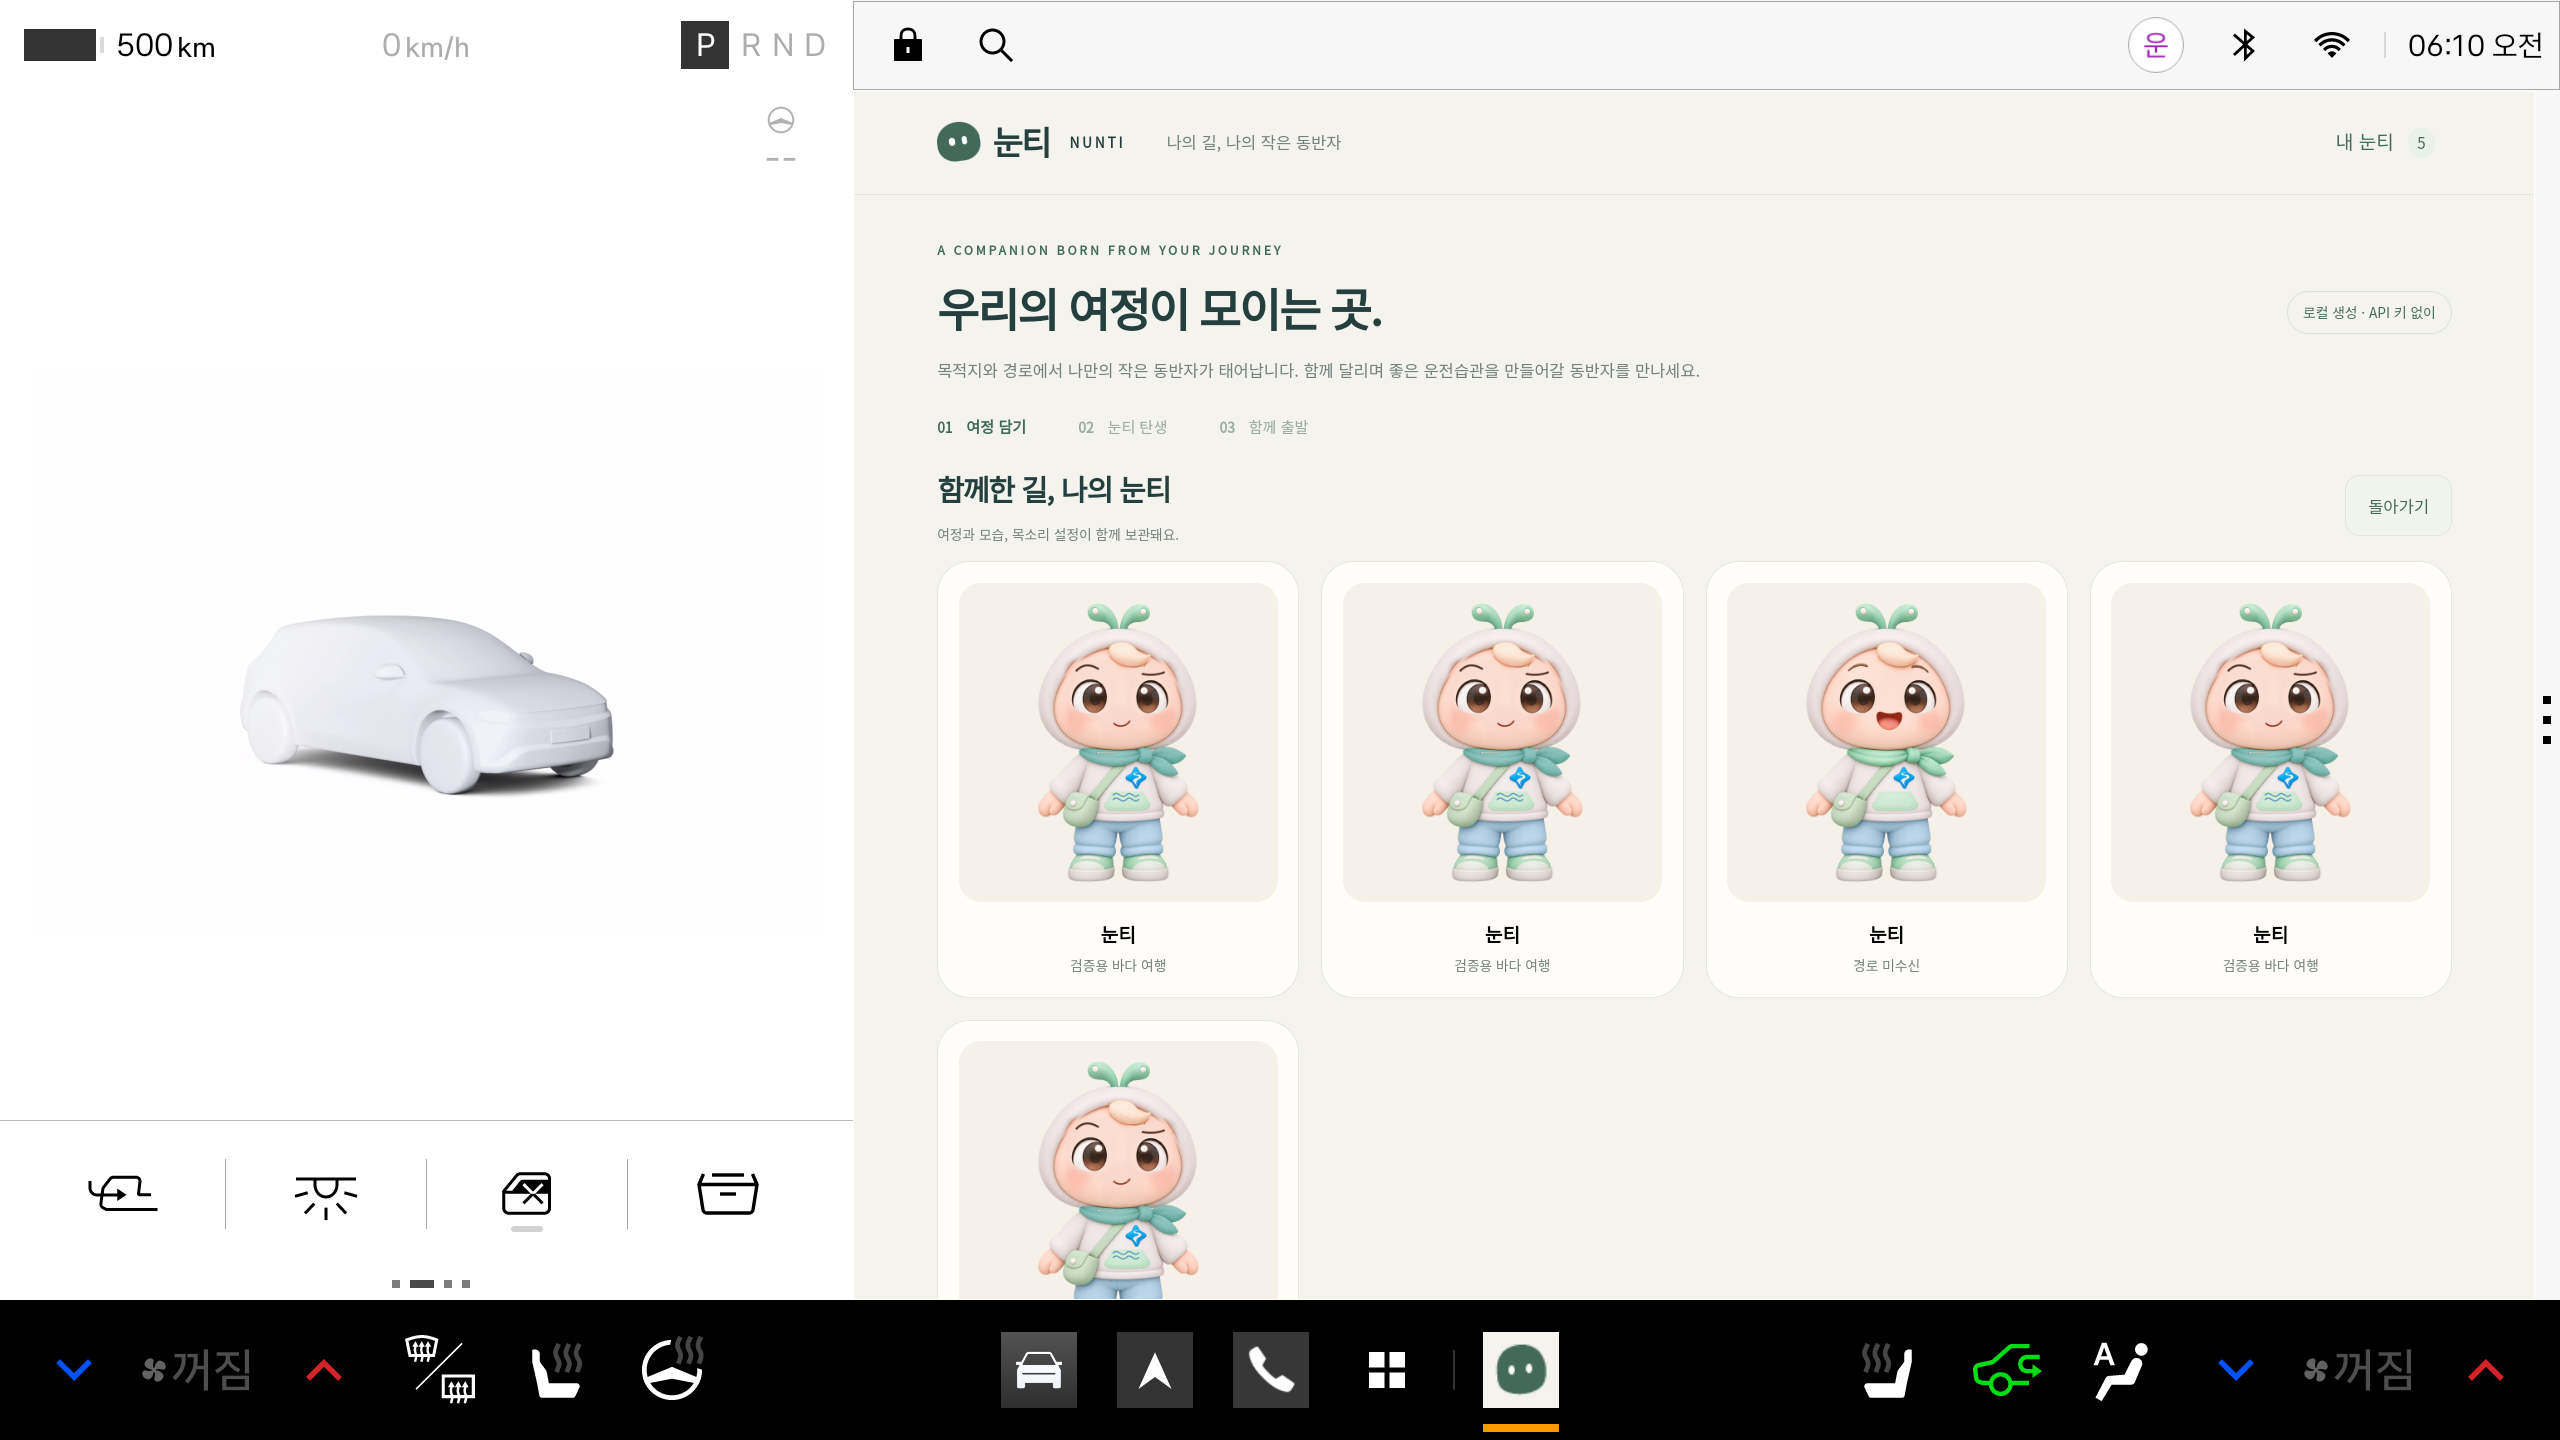 500 km
0 km/h
P R N D
운
06:10 오전
눈티 NUNTI 나의 길, 나의 작은 동반자
내 눈티 5
A COMPANION BORN FROM YOUR JOURNEY
우리의 여정이 모이는 곳.
로컬 생성 · API 키 없이
목적지와 경로에서 나만의 작은 동반자가 태어납니다. 함께 달리며 좋은 운전습관을 만들어갈 동반자를 만나세요.
01 여정 담기 02 눈티 탄생 03 함께 출발
함께한 길, 나의 눈티
돌아가기
여정과 모습, 목소리 설정이 함께 보관돼요.
눈티
검증용 바다 여행
눈티
검증용 바다 여행
눈티
경로 미수신
눈티
검증용 바다 여행
꺼짐
A
꺼짐